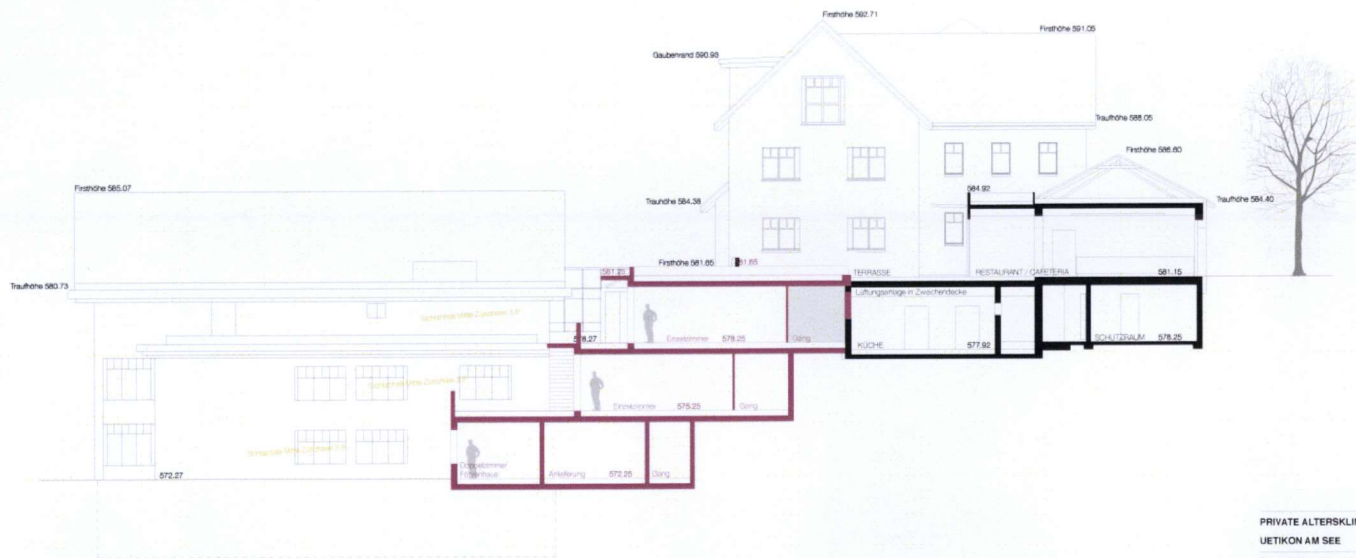 Firsthöhe 592.71
Firsthöhe 591.05
Gaubenrand 590.93
Traufhöhe 588.05
Firsthöhe 586.60
Firsthöhe 585.07
584.92
Traufhöhe 584.38
Traufhöhe 584.40
Firsthöhe 581.65
581.25
TERRASSE
RESTAURANT / CAFETERIA
581.15
Traufhöhe 580.73
Lüftungsanlage in Zwischendecke
578.27
Einzelzimmer 578.25
Gang
KÜCHE
577.92
SCHUTZRAUM 578.25
Einzelzimmer 575.25
Gang
Doppelzimmer
Anlieferung 572.25
Gang
572.27
PRIVATE
UETIKON AM SEE